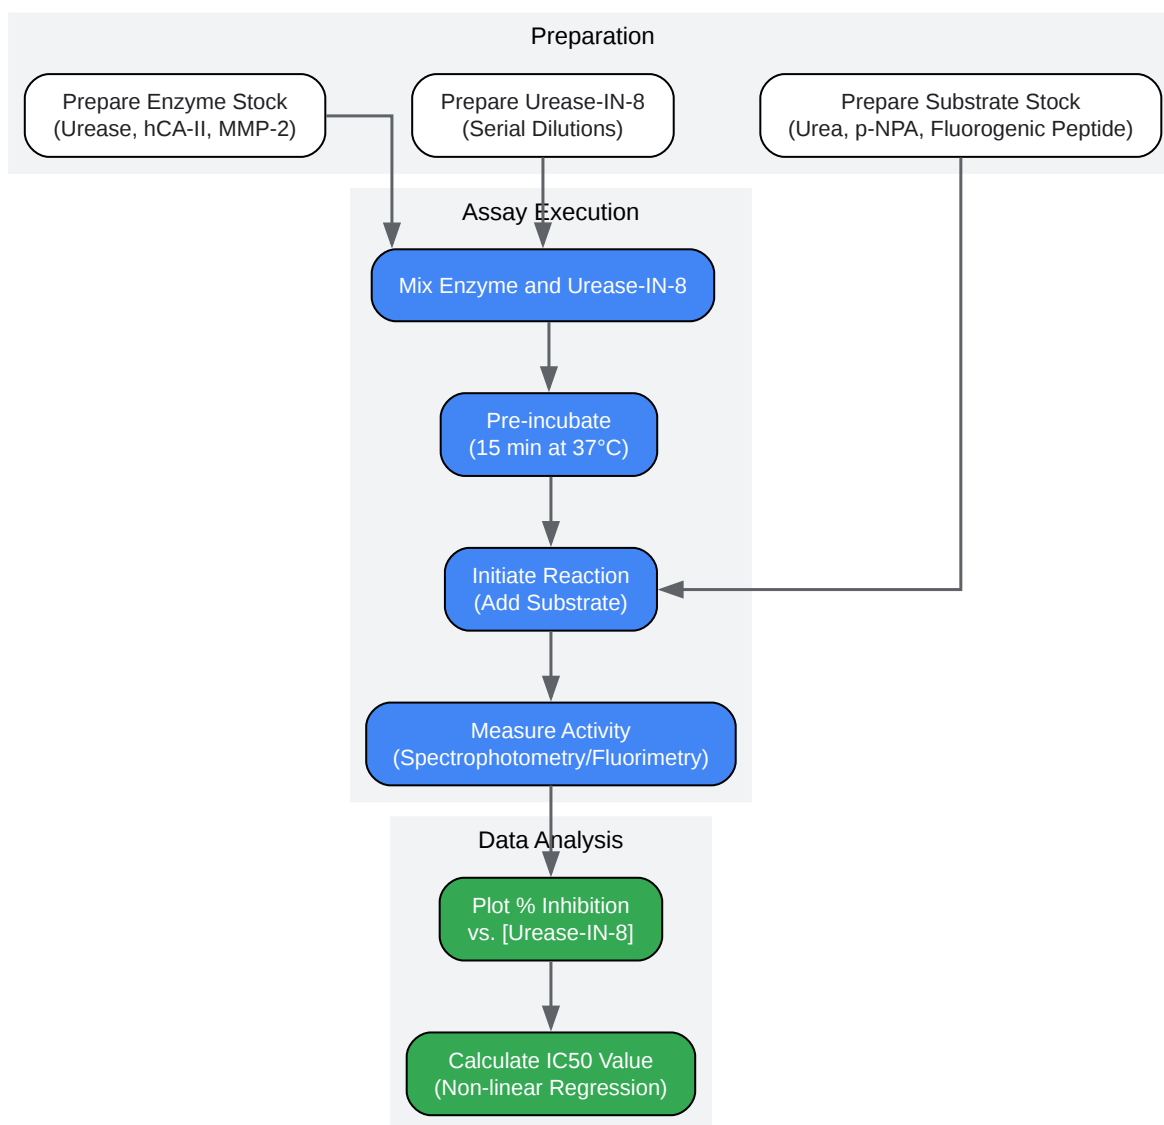 Preparation
Prepare Enzyme Stock
(Urease, hCA-II, MMP-2)
Prepare Urease-IN-8
(Serial Dilutions)
Prepare Substrate Stock
(Urea, p-NPA, Fluorogenic Peptide)
Assay Execution
Mix Enzyme and Urease-IN-8
Pre-incubate
(15 min at 37°C)
Initiate Reaction
(Add Substrate)
Measure Activity
(Spectrophotometry/Fluorimetry)
Data Analysis
Plot % Inhibition
vs. [Urease-IN-8]
Calculate IC50 Value
(Non-linear Regression)